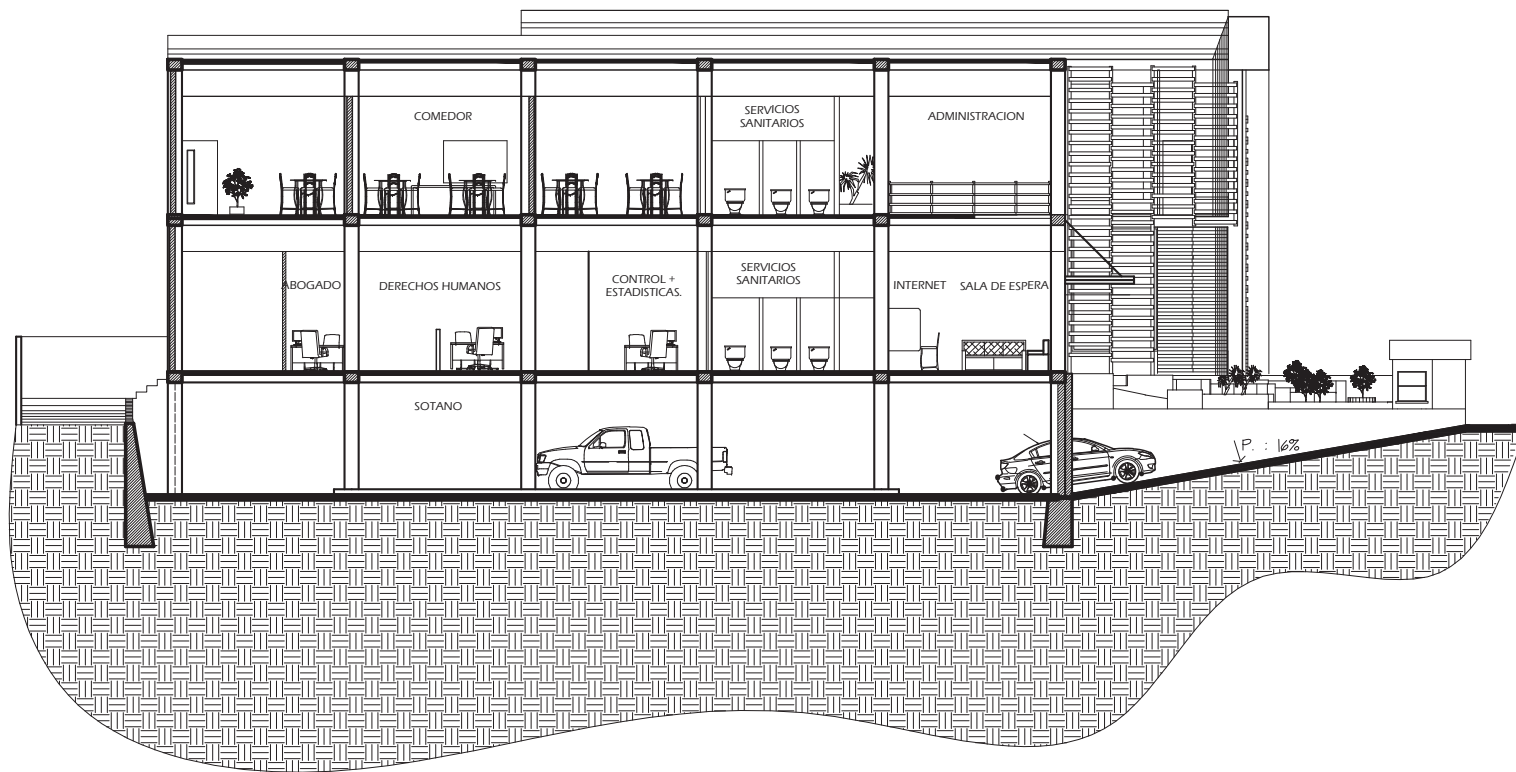 COMEDOR
SERVICIOS
SANITARIOS
ADMINISTRACION
ABOGADO
DERECHOS HUMANOS
CONTROL +
ESTADISTICAS.
SERVICIOS
SANITARIOS
INTERNET
SALA DE ESPERA
SOTANO
P. : 16%